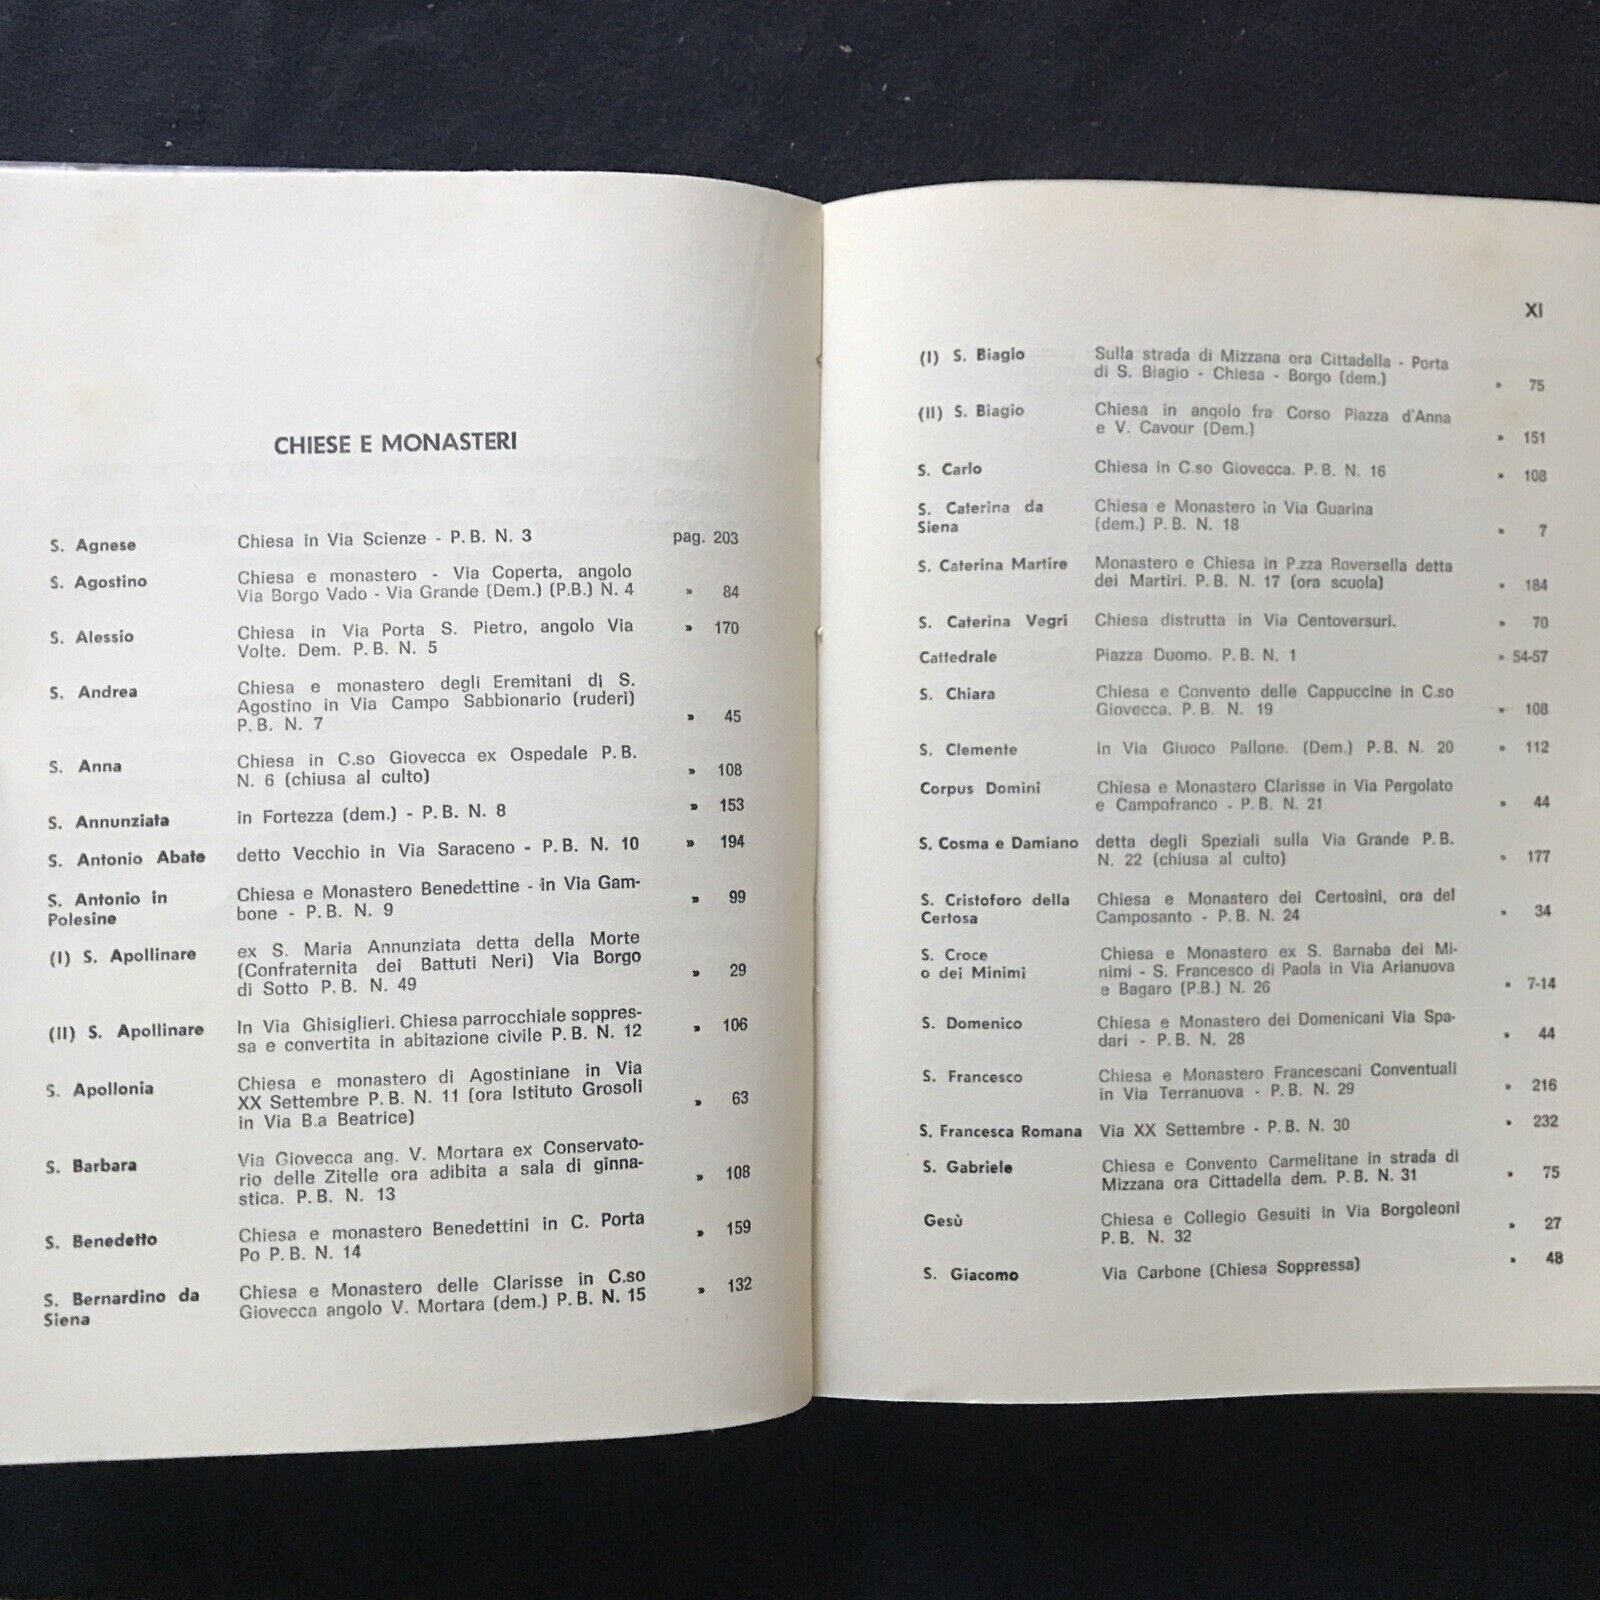 CHIESE E MONASTERI
S. Agnese Chiesa in Via Scienze - P. B. N. 3 pag. 203
S. Agostino Chiesa e monastero - Via Coperta, angolo
Via Borgo Vado - Via Grande (Dem.) (P.B.) N. 4 » 84
S. Alessio Chiesa in Via Porta S. Pietro, angolo Via » 170
Volte. Dem. P. B. N. 5
S. Andrea Chiesa e monastero degli Eremitani di S.
Agostino in Via Campo Sabbionario (ruderi)
P. B. N. 7 » 45
S. Anna Chiesa in C.so Giovecca ex Ospedale P. B.
N. 6 (chiusa al culto) » 108
S. Annunziata in Fortezza (dem.) - P. B. N. 8 » 153
S. Antonio Abate detto Vecchio in Via Saraceno - P. B. N. 10 » 194
S. Antonio in Chiesa e Monastero Benedettine - in Via Gam-
Polesine bone - P. B. N. 9 » 99
(I) S. Apollinare ex S. Maria Annunziata detta della Morte
(Confraternita dei Battuti Neri) Via Borgo
di Sotto P. B. N. 49 » 29
(II) S. Apollinare In Via Ghisiglieri. Chiesa parrocchiale soppres-
sa e convertita in abitazione civile P. B. N. 12 » 106
S. Apollonia Chiesa e monastero di Agostiniane in Via
XX Settembre P. B. N. 11 (ora Istituto Grosoli
in Via B.a Beatrice) » 63
S. Barbara Via Giovecca ang. V. Mortara ex Conservato-
rio delle Zitelle ora adibita a sala di ginna-
stica. P. B. N. 13 » 108
S. Benedetto Chiesa e monastero Benedettini in C. Porta
Po P. B. N. 14 » 159
S. Bernardino da Chiesa e Monastero delle Clarisse in C.so
Siena Giovecca angolo V. Mortara (dem.) P. B. N. 15 » 132
XI
(I) S. Biagio Sulla strada di Mizzana ora Cittadella - Porta
di S. Biagio - Chiesa - Borgo (dem.) » 75
(II) S. Biagio Chiesa in angolo fra Corso Piazza d'Anna
e V. Cavour (Dem.) » 151
S. Carlo Chiesa in C.so Giovecca. P. B. N. 16 » 108
S. Caterina da Chiesa e Monastero in Via Guarina
Siena (dem.) P. B. N. 18 » 7
S. Caterina Martire Monastero e Chiesa in P.zza Roversella detta
dei Martiri. P. B. N. 17 (ora scuola) » 184
S. Caterina Vegri Chiesa distrutta in Via Centoversuri. » 70
Cattedrale Piazza Duomo. P. B. N. 1 » 54-57
S. Chiara Chiesa e Convento delle Cappuccine in C.so
Giovecca. P. B. N. 19 » 108
S. Clemente In Via Giuoco Pallone. (Dem.) P. B. N. 20 » 112
Corpus Domini Chiesa e Monastero Clarisse in Via Pergolato
e Campofranco - P. B. N. 21 » 44
S. Cosma e Damiano detta degli Speziali sulla Via Grande P. B.
N. 22 (chiusa al culto) » 177
S. Cristoforo della Chiesa e Monastero dei Certosini, ora del
Certosa Camposanto - P. B. N. 24 » 34
S. Croce Chiesa e Monastero ex S. Barnaba dei Mi-
o dei Minimi nimi - S. Francesco di Paola in Via Arianuova
e Bagaro (P.B.) N. 26 » 7-14
S. Domenico Chiesa e Monastero dei Domenicani Via Spa-
dari - P. B. N. 28 » 44
S. Francesco Chiesa e Monastero Francescani Conventuali
in Via Terranuova - P. B. N. 29 » 216
S. Francesca Romana Via XX Settembre - P. B. N. 30 » 232
S. Gabriele Chiesa e Convento Carmelitane in strada di
Mizzana ora Cittadella dem. P. B. N. 31 » 75
Gesù Chiesa e Collegio Gesuiti in Via Borgoleoni
P. B. N. 32 » 27
S. Giacomo Via Carbone (Chiesa Soppressa) » 48